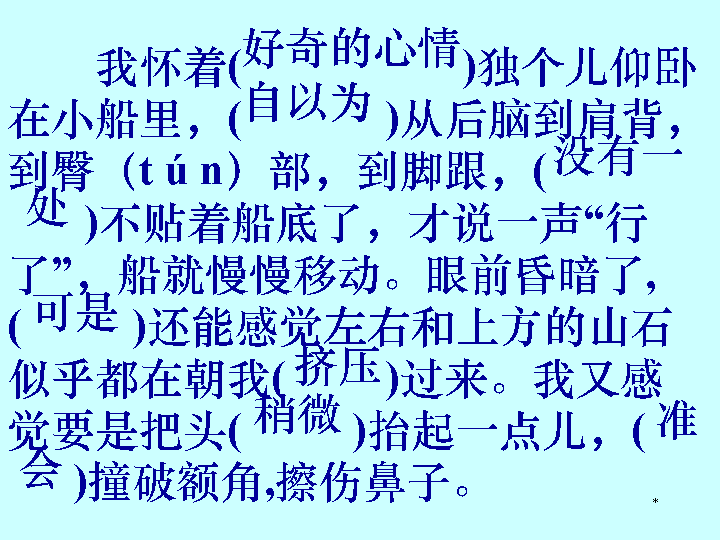 我怀着(好奇的心情)独个儿仰卧
在小船里，(自以为 )从后脑到肩背，
到臀（t ú n）部，到脚跟，(没有一
处 )不贴着船底了，才说一声“行
了”，船就慢慢移动。眼前昏暗了，
( 可是 )还能感觉左右和上方的山石
似乎都在朝我( 挤压 )过来。我又感
觉要是把头( 稍微 )抬起一点儿，( 准
会 )撞破额角,擦伤鼻子。
*